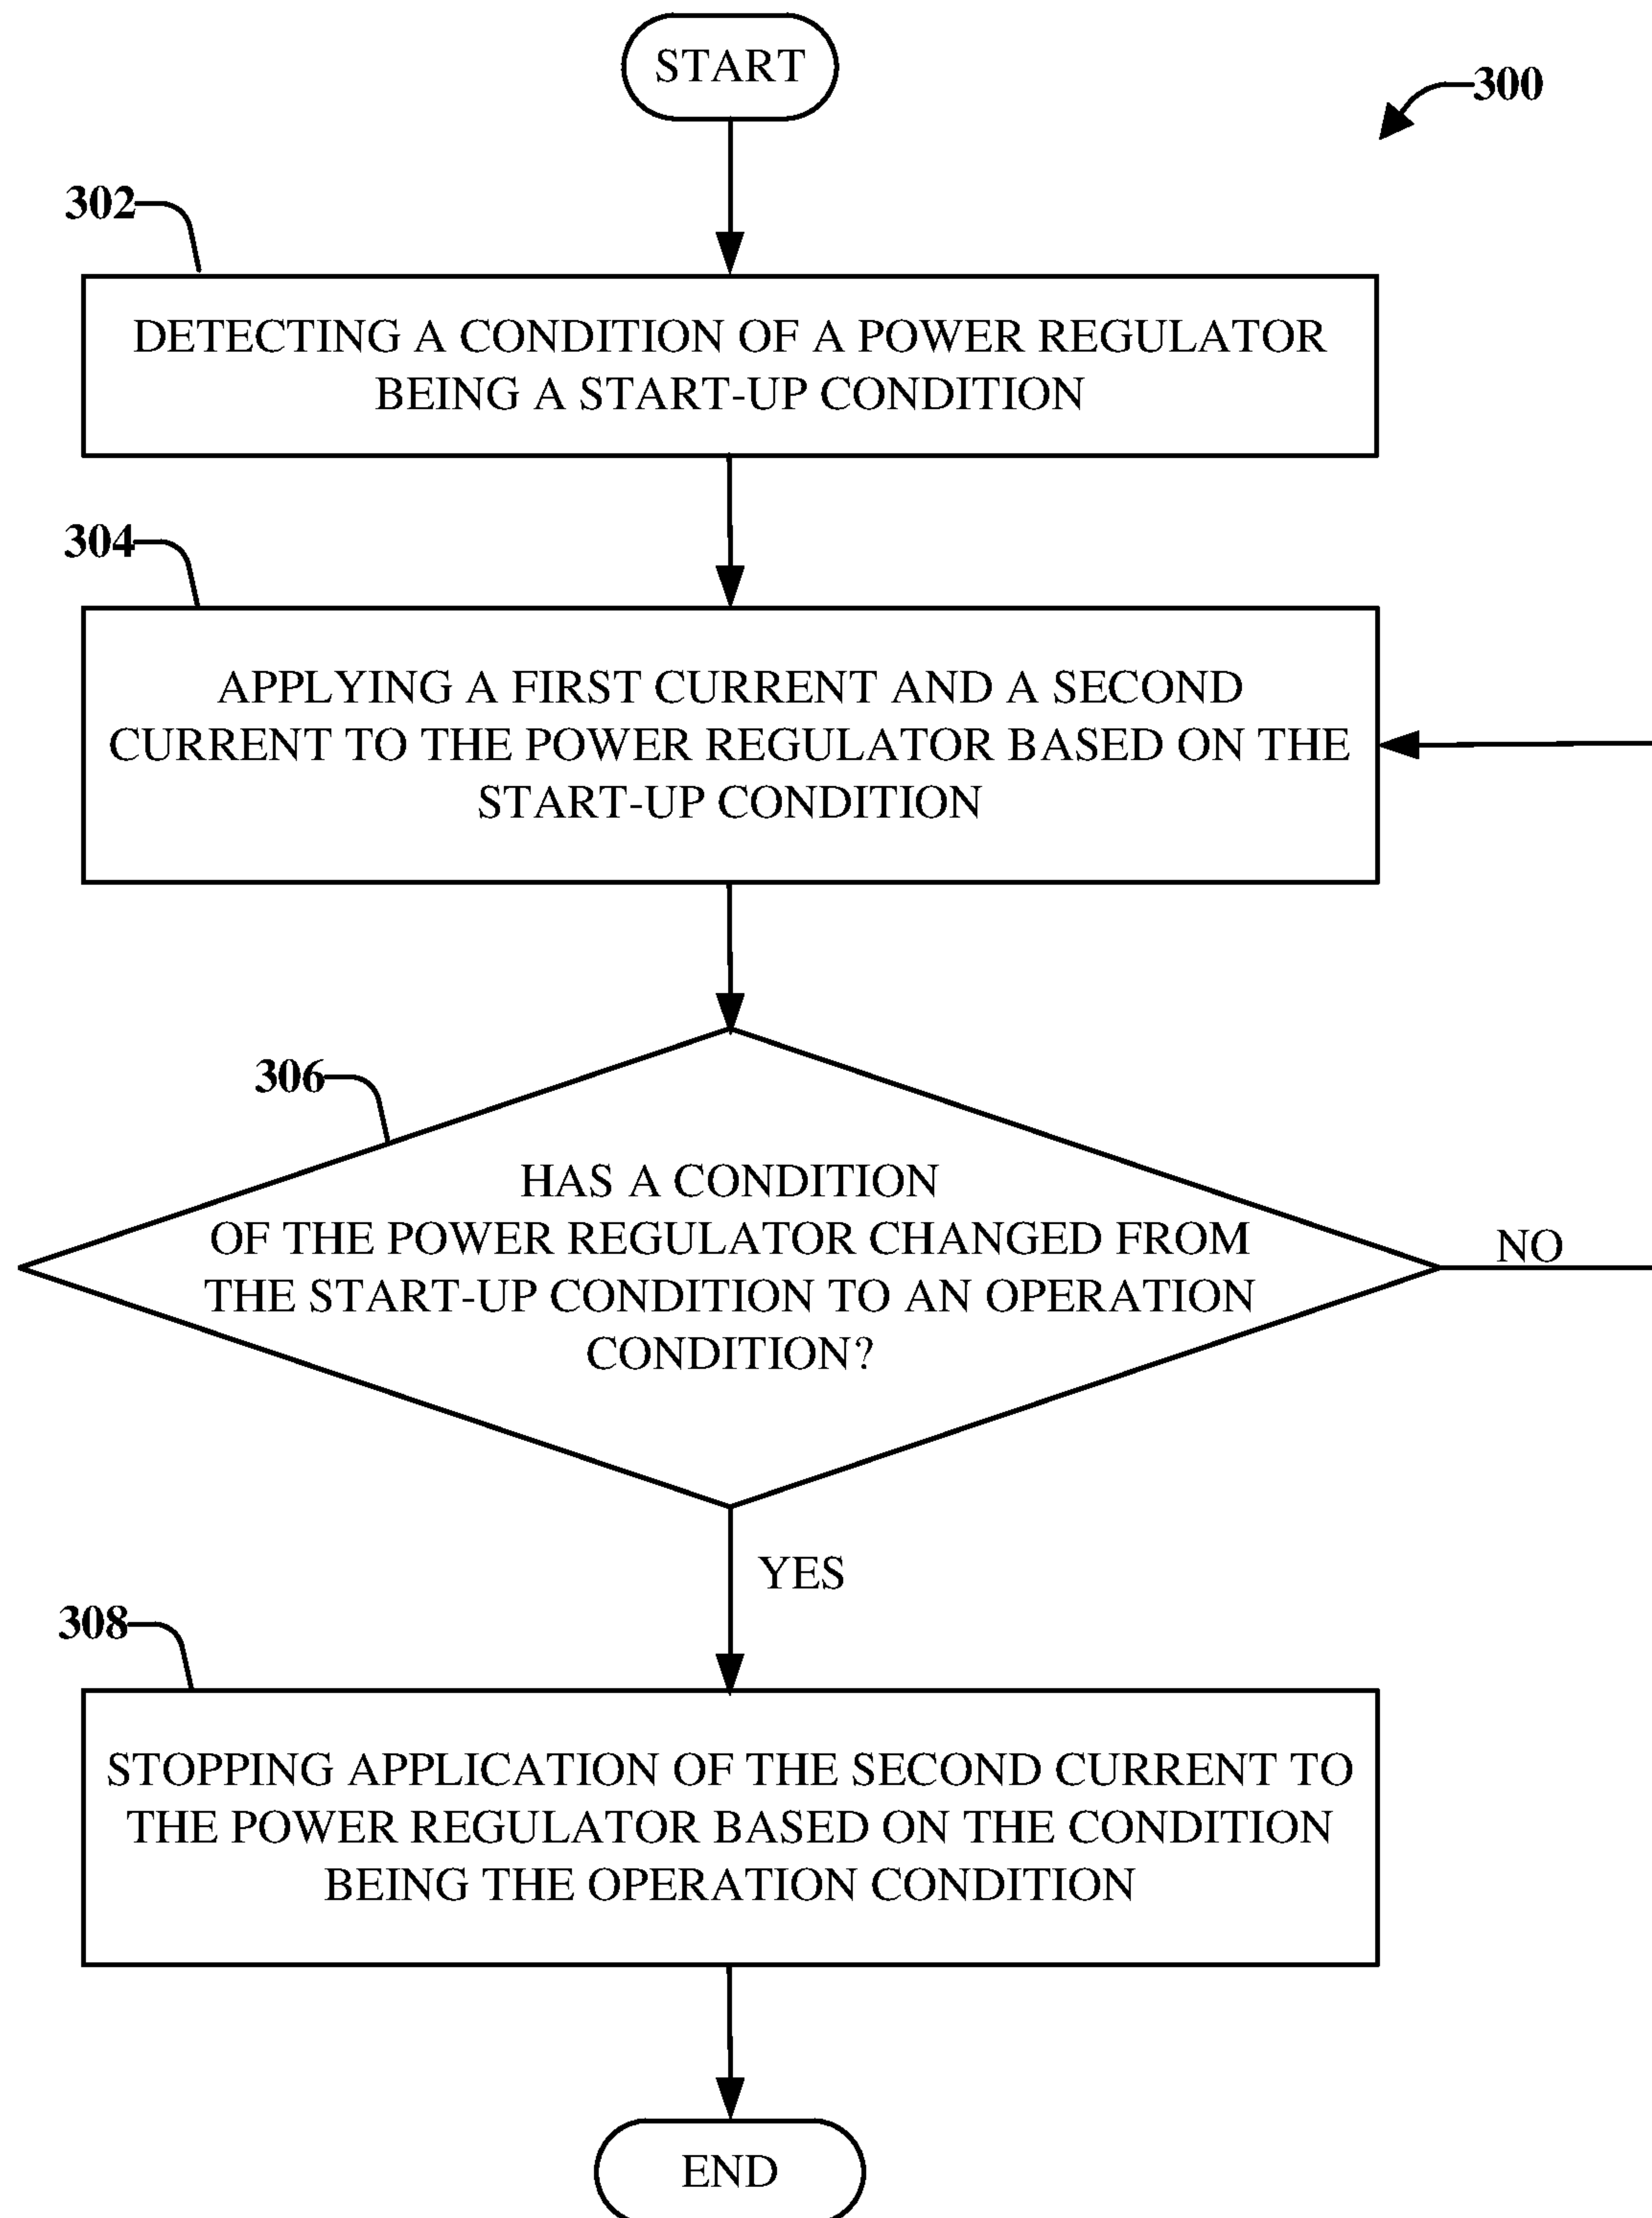 START
300
302
DETECTING A CONDITION OF A POWER REGULATOR
BEING A START-UP CONDITION
304
APPLYING A FIRST CURRENT AND A SECOND
CURRENT TO THE POWER REGULATOR BASED ON THE
START-UP CONDITION
306
HAS A CONDITION
OF THE POWER REGULATOR CHANGED FROM
THE START-UP CONDITION TO AN OPERATION
CONDITION?
NO
YES
308
STOPPING APPLICATION OF THE SECOND CURRENT TO
THE POWER REGULATOR BASED ON THE CONDITION
BEING THE OPERATION CONDITION
END